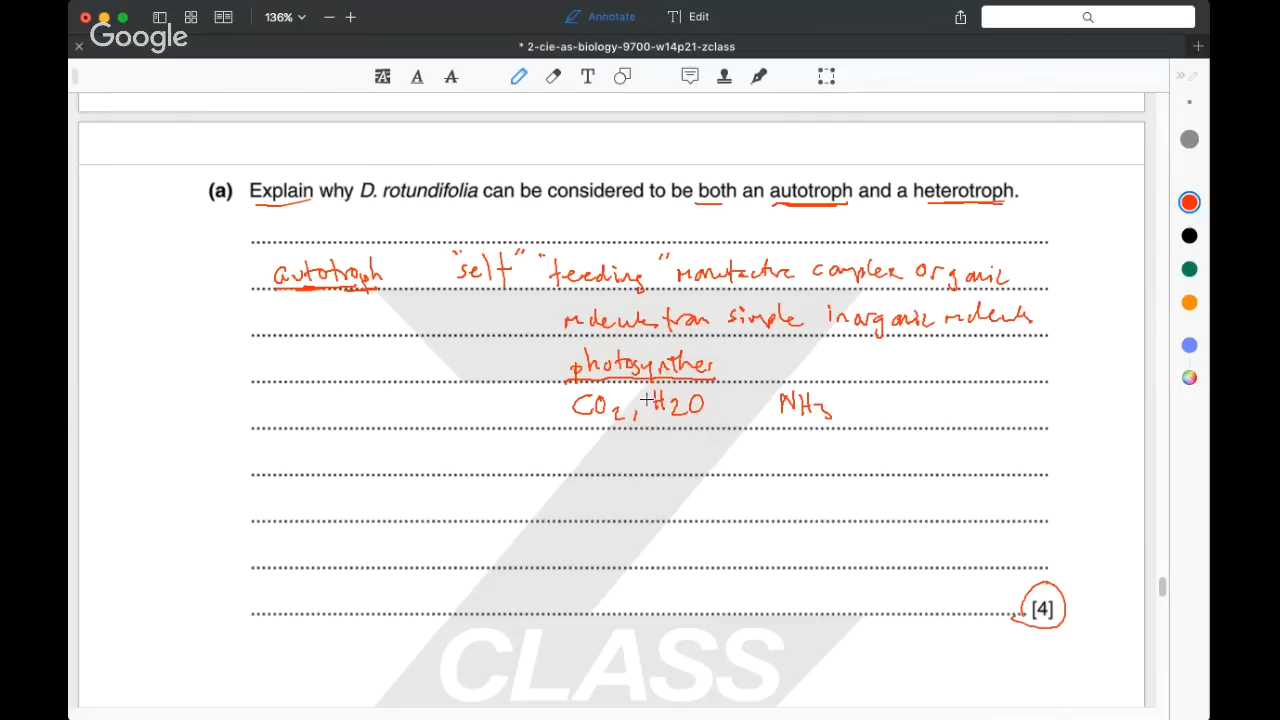 136%
Annotate
T Edit
Google
* 2-cie-as-biology-9700-w14p21-zclass
(a) Explain why D. rotundifolia can be considered to be both an autotroph and a heterotroph.
autotroph "self" "feeding" manufacture complex organic
molecules from simple inorganic molecules
photosynthes
CO2, H2O NH3
[4]
CLASS